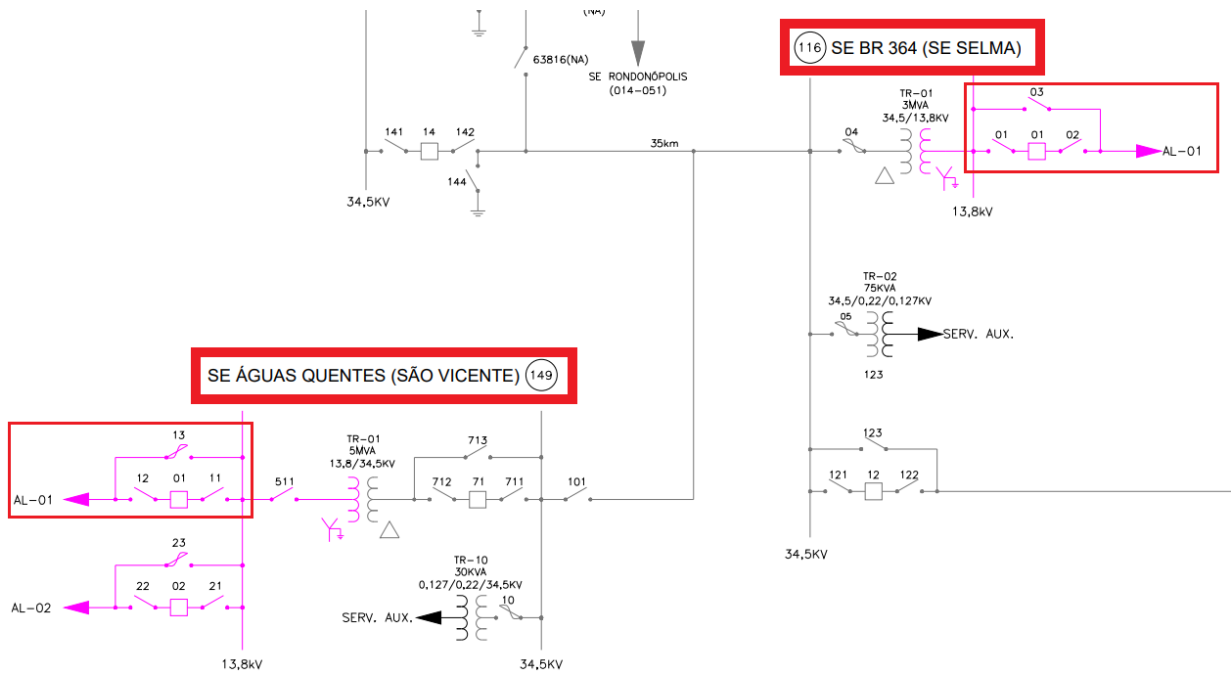 (NA)
63816(NA)
SE RONDONÓPOLIS
(014-051)
116 SE BR 364 (SE SELMA)
TR-01
3MVA
34,5/13,8KV
03
04
01 01 02
AL-01
141 14 142
35km
144
34,5KV
13,8kV
TR-02
75KVA
34,5/0,22/0,127KV
05
SERV. AUX.
123
SE ÁGUAS QUENTES (SÃO VICENTE) 149
13
TR-01
5MVA
13,8/34,5KV
713
123
12 01 11
511
712 71 711
101
121 12 122
AL-01
23
34,5KV
TR-10
30KVA
0,127/0,22/34,5KV
22 02 21
10
AL-02
SERV. AUX.
13,8kV
34,5KV